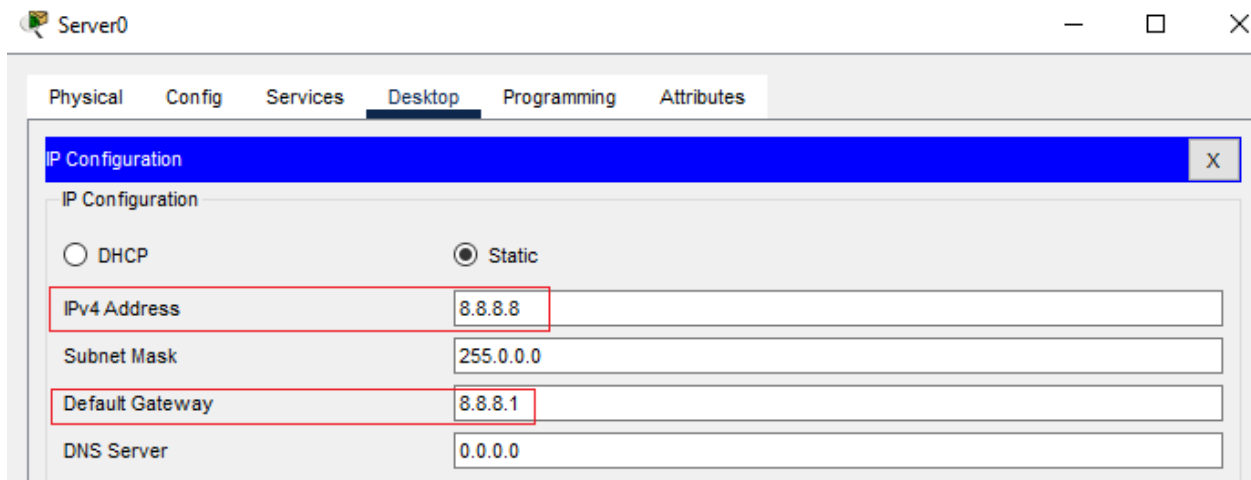 Server0
Physical Config Services Desktop Programming Attributes
IP Configuration X
IP Configuration
DHCP Static
IPv4 Address 8.8.8.8
Subnet Mask 255.0.0.0
Default Gateway 8.8.8.1
DNS Server 0.0.0.0